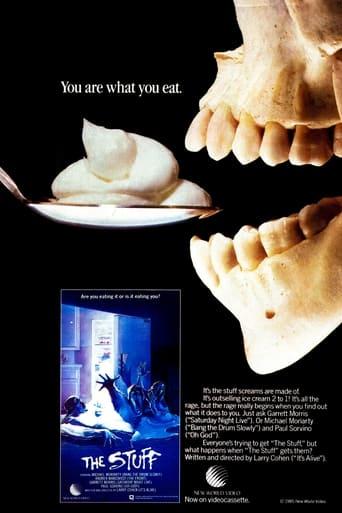 You are what you eat.
Are you eating it or is it eating you?
THE STUFF
NEW WORLD VIDEO
It's the stuff screams are made of.
It's outselling ice cream 2 to 1! It's all the
rage, but the rage really begins when you find out
what it does to you. Just ask Garrett Morris
("Saturday Night Live"). Or Michael Moriarty
("Bang the Drum Slowly") and Paul Sorvino
("Oh God").
Everyone's trying to get "The Stuff," but
what happens when "The Stuff" gets them?
Written and directed by Larry Cohen ("It's Alive").
NEW WORLD VIDEO
Now on videocassette.
© 1985 New World Video